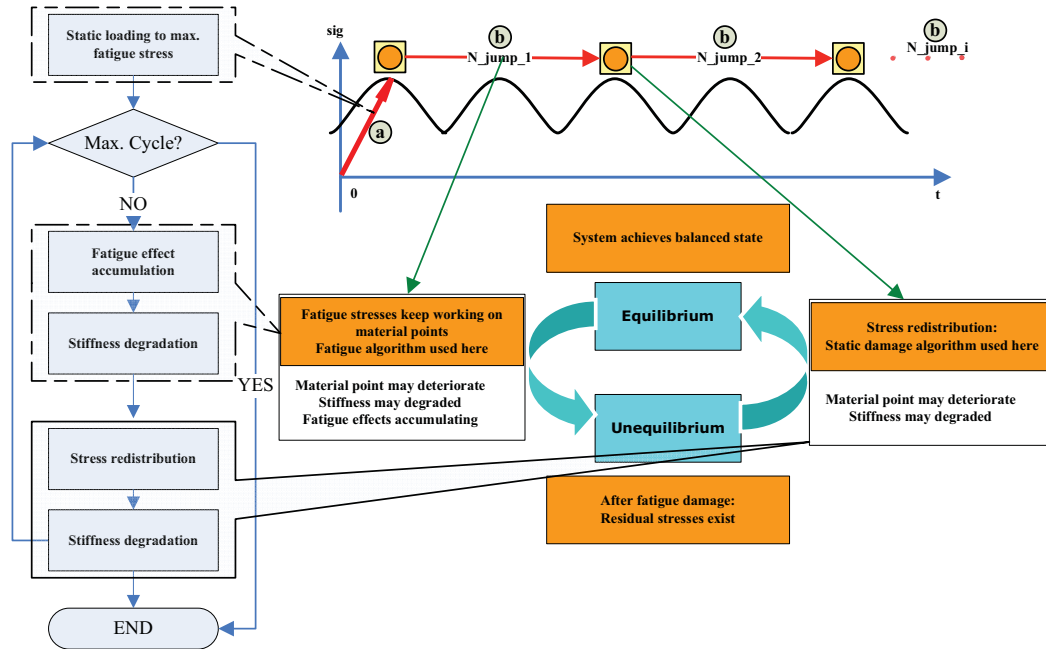 Static loading to max.
fatigue stress
Max. Cycle?
NO
Fatigue effect
accumulation
Stiffness degradation
YES
Stress redistribution
Stiffness degradation
END
sig
b
N_jump_1
b
N_jump_2
b
N_jump_i
a
0
t
System achieves balanced state
Fatigue stresses keep working on
material points
Fatigue algorithm used here
Material point may deteriorate
Stiffness may degraded
Fatigue effects accumulating
Equilibrium
Unequilibrium
Stress redistribution:
Static damage algorithm used here
Material point may deteriorate
Stiffness may degraded
After fatigue damage:
Residual stresses exist